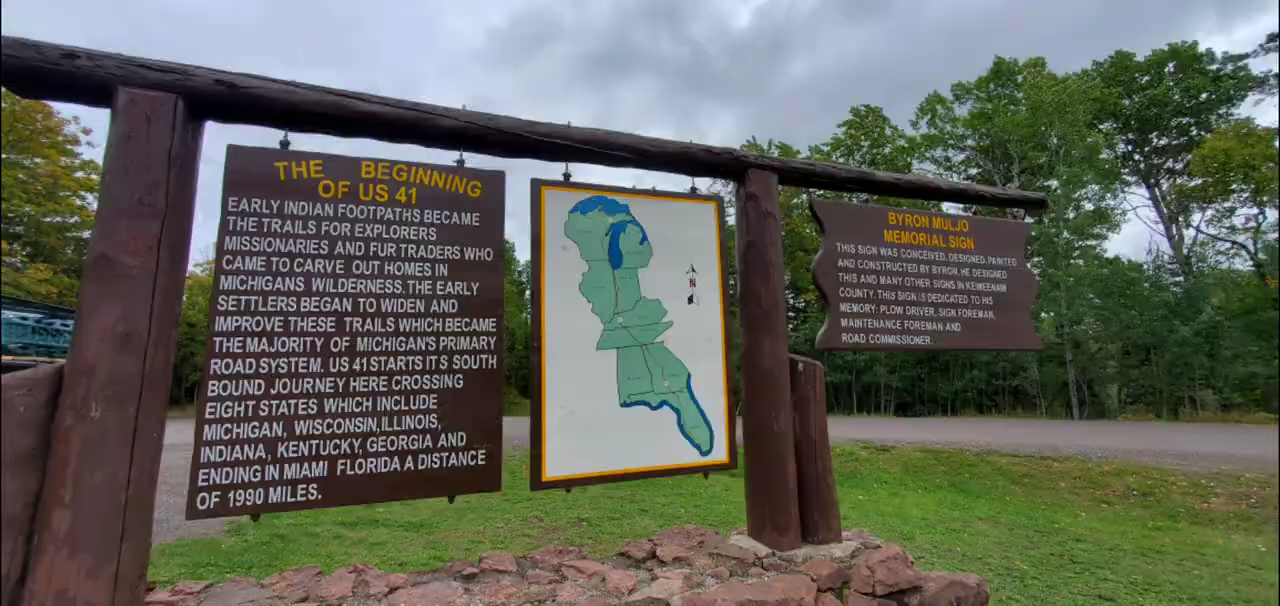 THE BEGINNING
OF US 41
EARLY INDIAN FOOTPATHS BECAME
THE TRAILS FOR EXPLORERS
MISSIONARIES AND FUR TRADERS WHO
CAME TO CARVE OUT HOMES IN
MICHIGANS WILDERNESS. THE EARLY
SETTLERS BEGAN TO WIDEN AND
IMPROVE THESE TRAILS WHICH BECAME
THE MAJORITY OF MICHIGAN'S PRIMARY
ROAD SYSTEM. US 41 STARTS ITS SOUTH
BOUND JOURNEY HERE CROSSING
EIGHT STATES WHICH INCLUDE
MICHIGAN, WISCONSIN, ILLINOIS,
INDIANA, KENTUCKY, GEORGIA AND
ENDING IN MIAMI FLORIDA A DISTANCE
OF 1990 MILES.
N
BYRON MULJO
MEMORIAL SIGN
THIS SIGN WAS CONCEIVED, DESIGNED, PAINTED
AND CONSTRUCTED BY BYRON. HE DESIGNED
THIS AND MANY OTHER SIGNS IN KEWEENAW
COUNTY. THIS SIGN IS DEDICATED TO HIS
MEMORY: PLOW DRIVER, SIGN FOREMAN,
MAINTENANCE FOREMAN AND
ROAD COMMISSIONER.